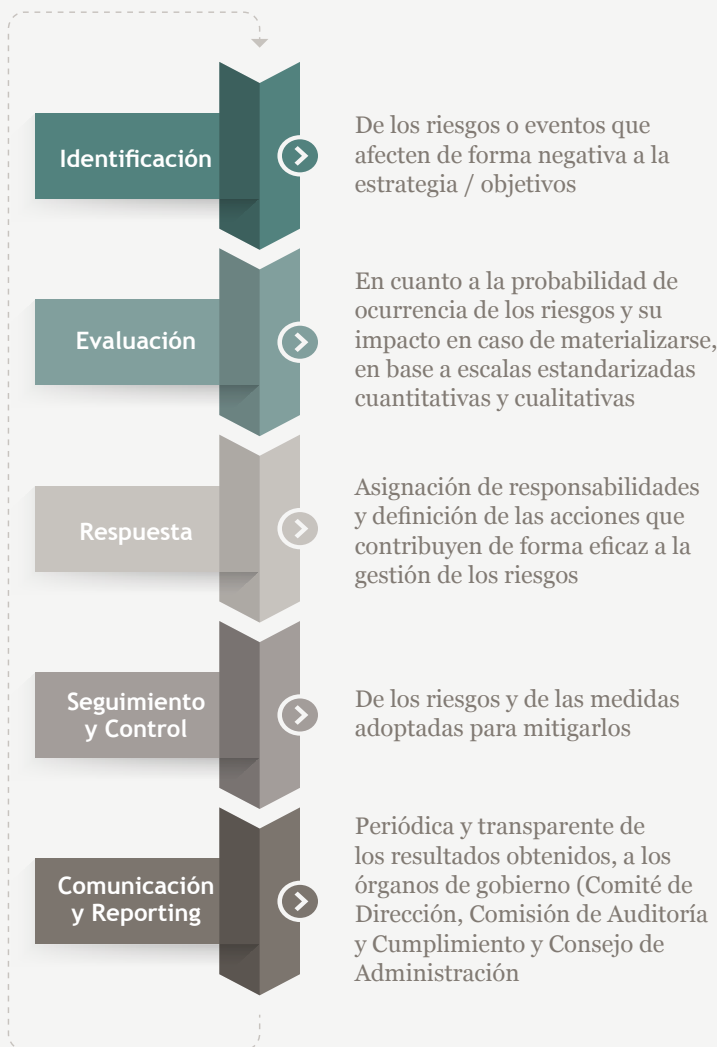 Identificación
De los riesgos o eventos que
afecten de forma negativa a la
estrategia / objetivos
Evaluación
En cuanto a la probabilidad de
ocurrencia de los riesgos y su
impacto en caso de materializarse,
en base a escalas estandarizadas
cuantitativas y cualitativas
Respuesta
Asignación de responsabilidades
y definición de las acciones que
contribuyen de forma eficaz a la
gestión de los riesgos
Seguimiento
y Control
De los riesgos y de las medidas
adoptadas para mitigarlos
Comunicación
y Reporting
Periódica y transparente de
los resultados obtenidos, a los
órganos de gobierno (Comité de
Dirección, Comisión de Auditoría
y Cumplimiento y Consejo de
Administración